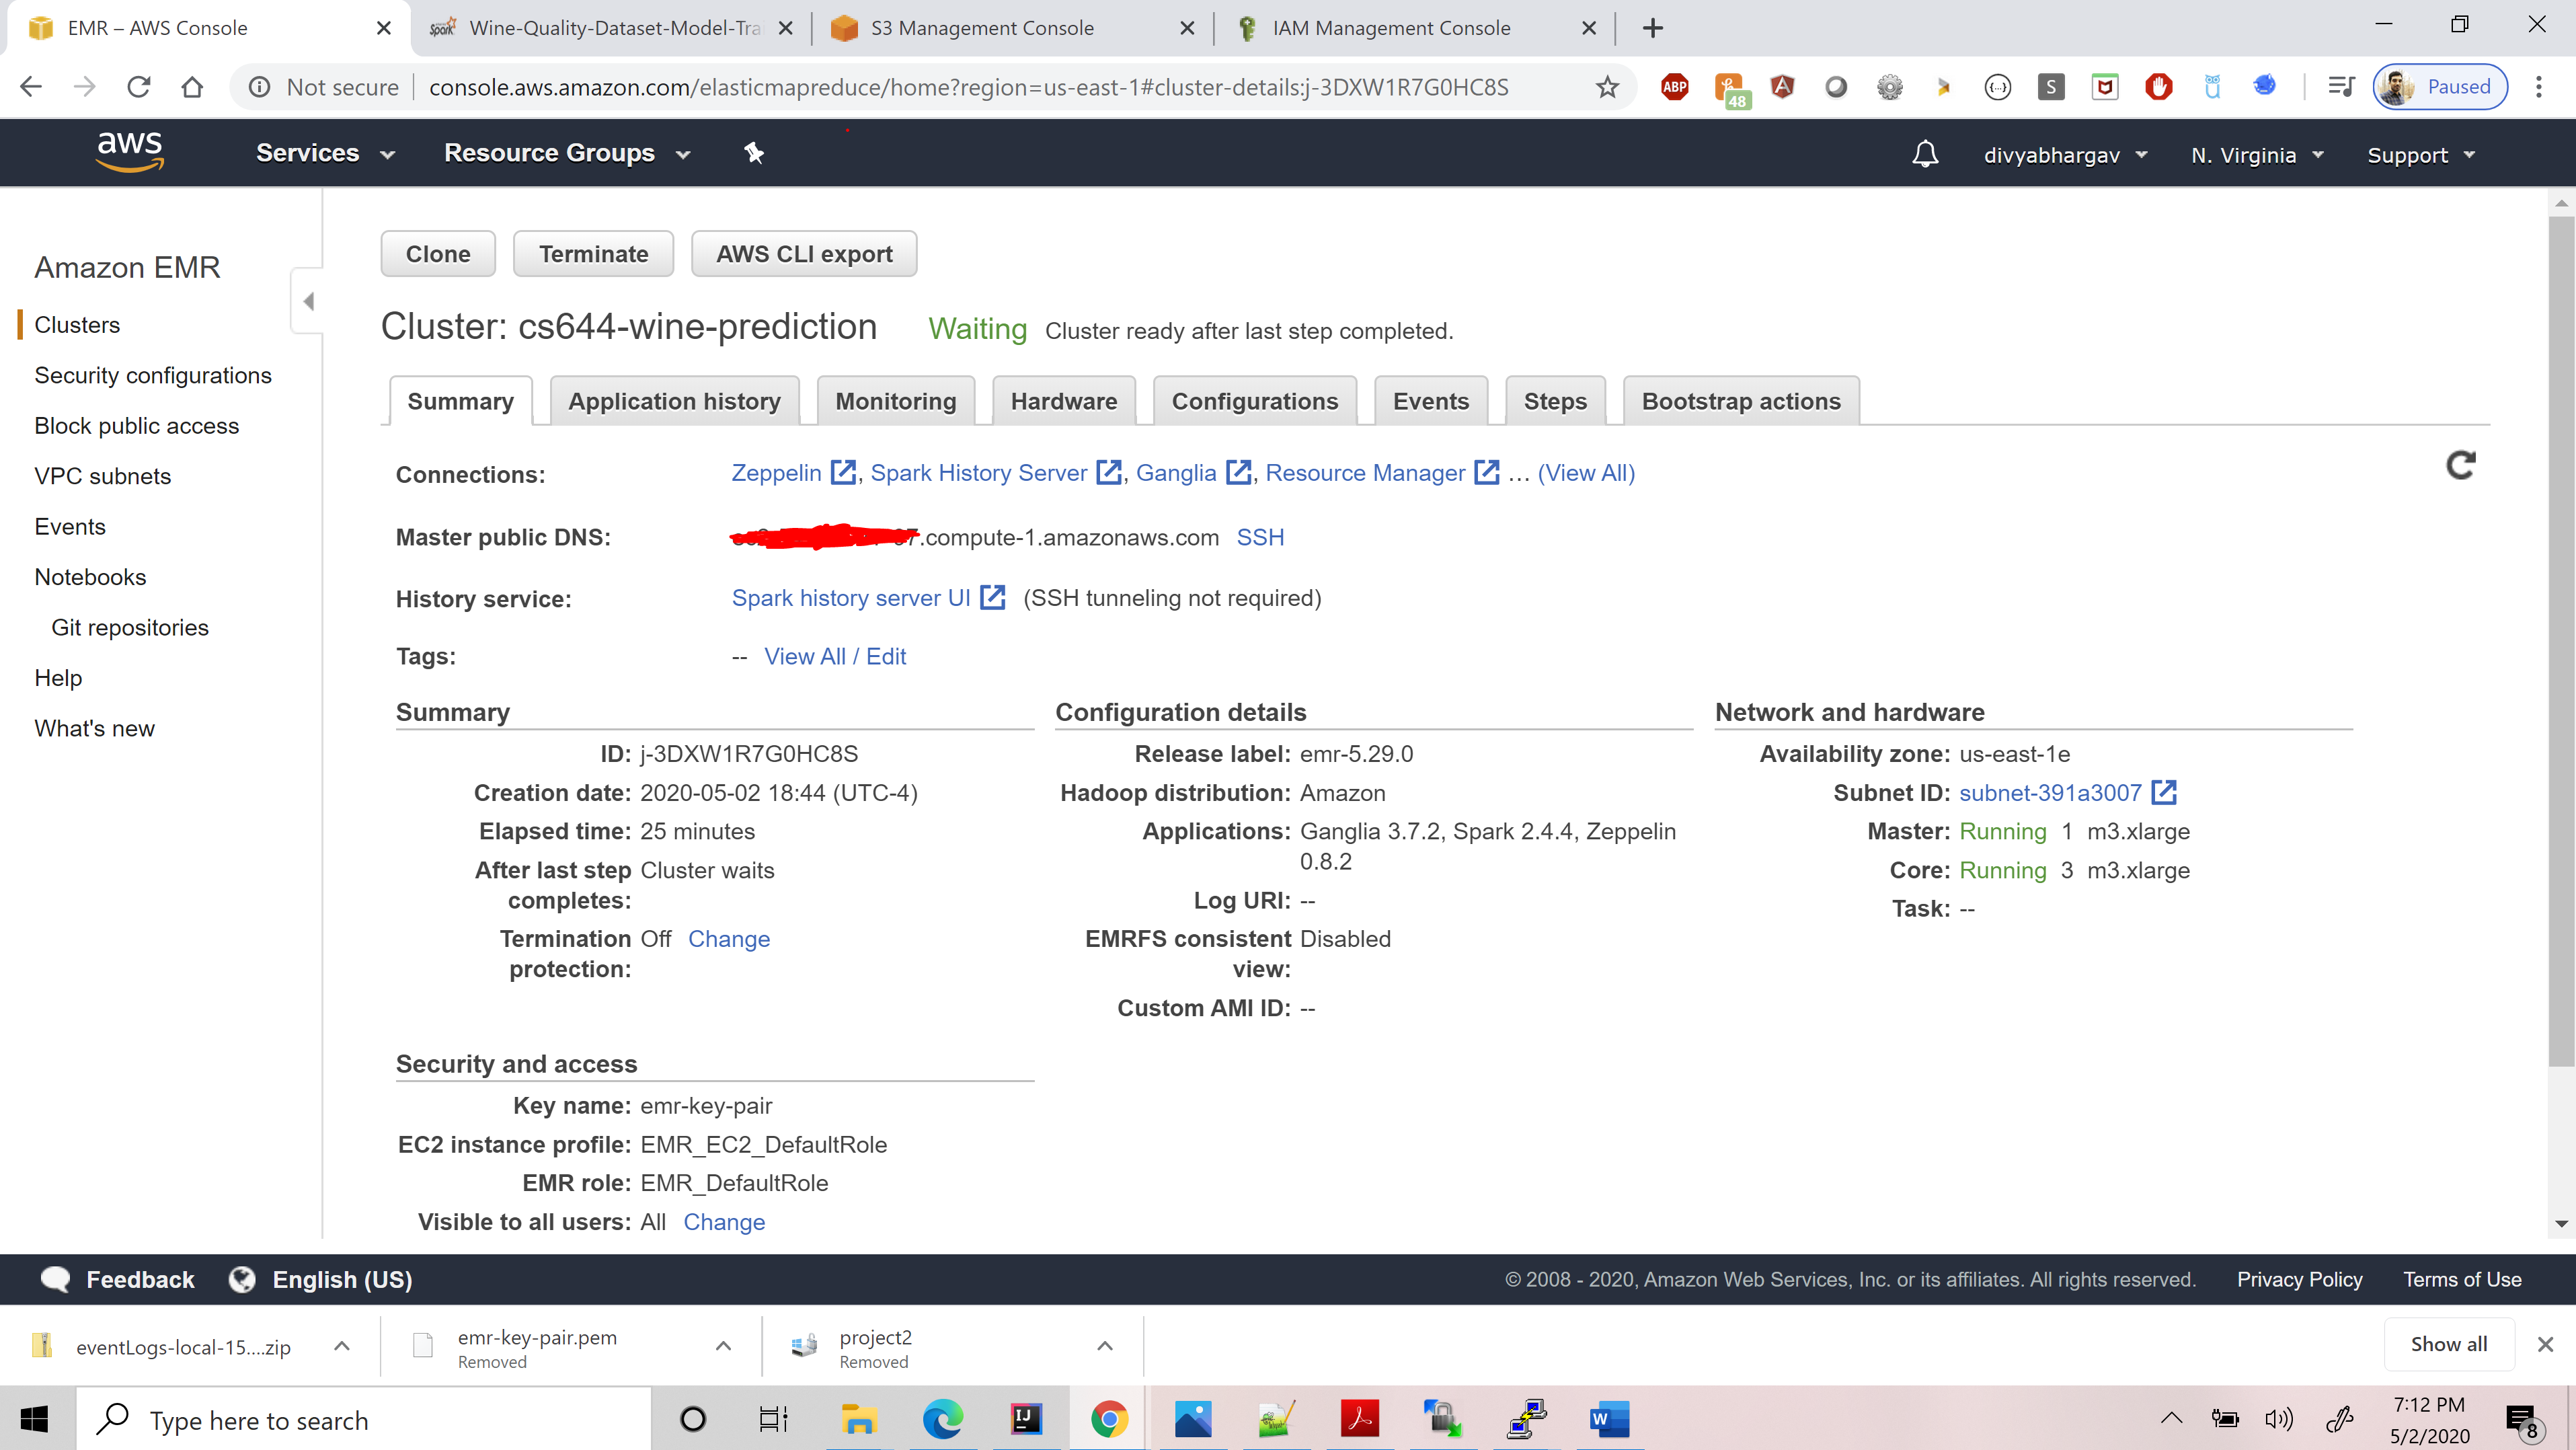 EMR – AWS Console
Wine-Quality-Dataset-Model-Tra
S3 Management Console
IAM Management Console
Not secure
console.aws.amazon.com/elasticmapreduce/home?region=us-east-1#cluster-details:j-3DXW1R7G0HC8S
ABP
48
S
Paused
aws
Services
Resource Groups
divyabhargav
N. Virginia
Support
Amazon EMR
Clusters
Security configurations
Block public access
VPC subnets
Events
Notebooks
Git repositories
Help
What's new
Clone
Terminate
AWS CLI export
Cluster: cs644-wine-prediction
Waiting
Cluster ready after last step completed.
Summary
Application history
Monitoring
Hardware
Configurations
Events
Steps
Bootstrap actions
Connections:
Zeppelin, Spark History Server, Ganglia, Resource Manager ... (View All)
Master public DNS:
.compute-1.amazonaws.com SSH
History service:
Spark history server UI (SSH tunneling not required)
Tags:
-- View All / Edit
Summary
ID: j-3DXW1R7G0HC8S
Creation date: 2020-05-02 18:44 (UTC-4)
Elapsed time: 25 minutes
After last step completes: Cluster waits
Termination protection: Off Change
Configuration details
Release label: emr-5.29.0
Hadoop distribution: Amazon
Applications: Ganglia 3.7.2, Spark 2.4.4, Zeppelin
0.8.2
Log URI: --
EMRFS consistent view: Disabled
Custom AMI ID: --
Network and hardware
Availability zone: us-east-1e
Subnet ID: subnet-391a3007
Master: Running 1 m3.xlarge
Core: Running 3 m3.xlarge
Task: --
Security and access
Key name: emr-key-pair
EC2 instance profile: EMR_EC2_DefaultRole
EMR role: EMR_DefaultRole
Visible to all users: All Change
Feedback
English (US)
© 2008 - 2020, Amazon Web Services, Inc. or its affiliates. All rights reserved.
Privacy Policy
Terms of Use
eventLogs-local-15....zip
emr-key-pair.pem
Removed
project2
Removed
Show all
Type here to search
IJ
W
7:12 PM
5/2/2020
8